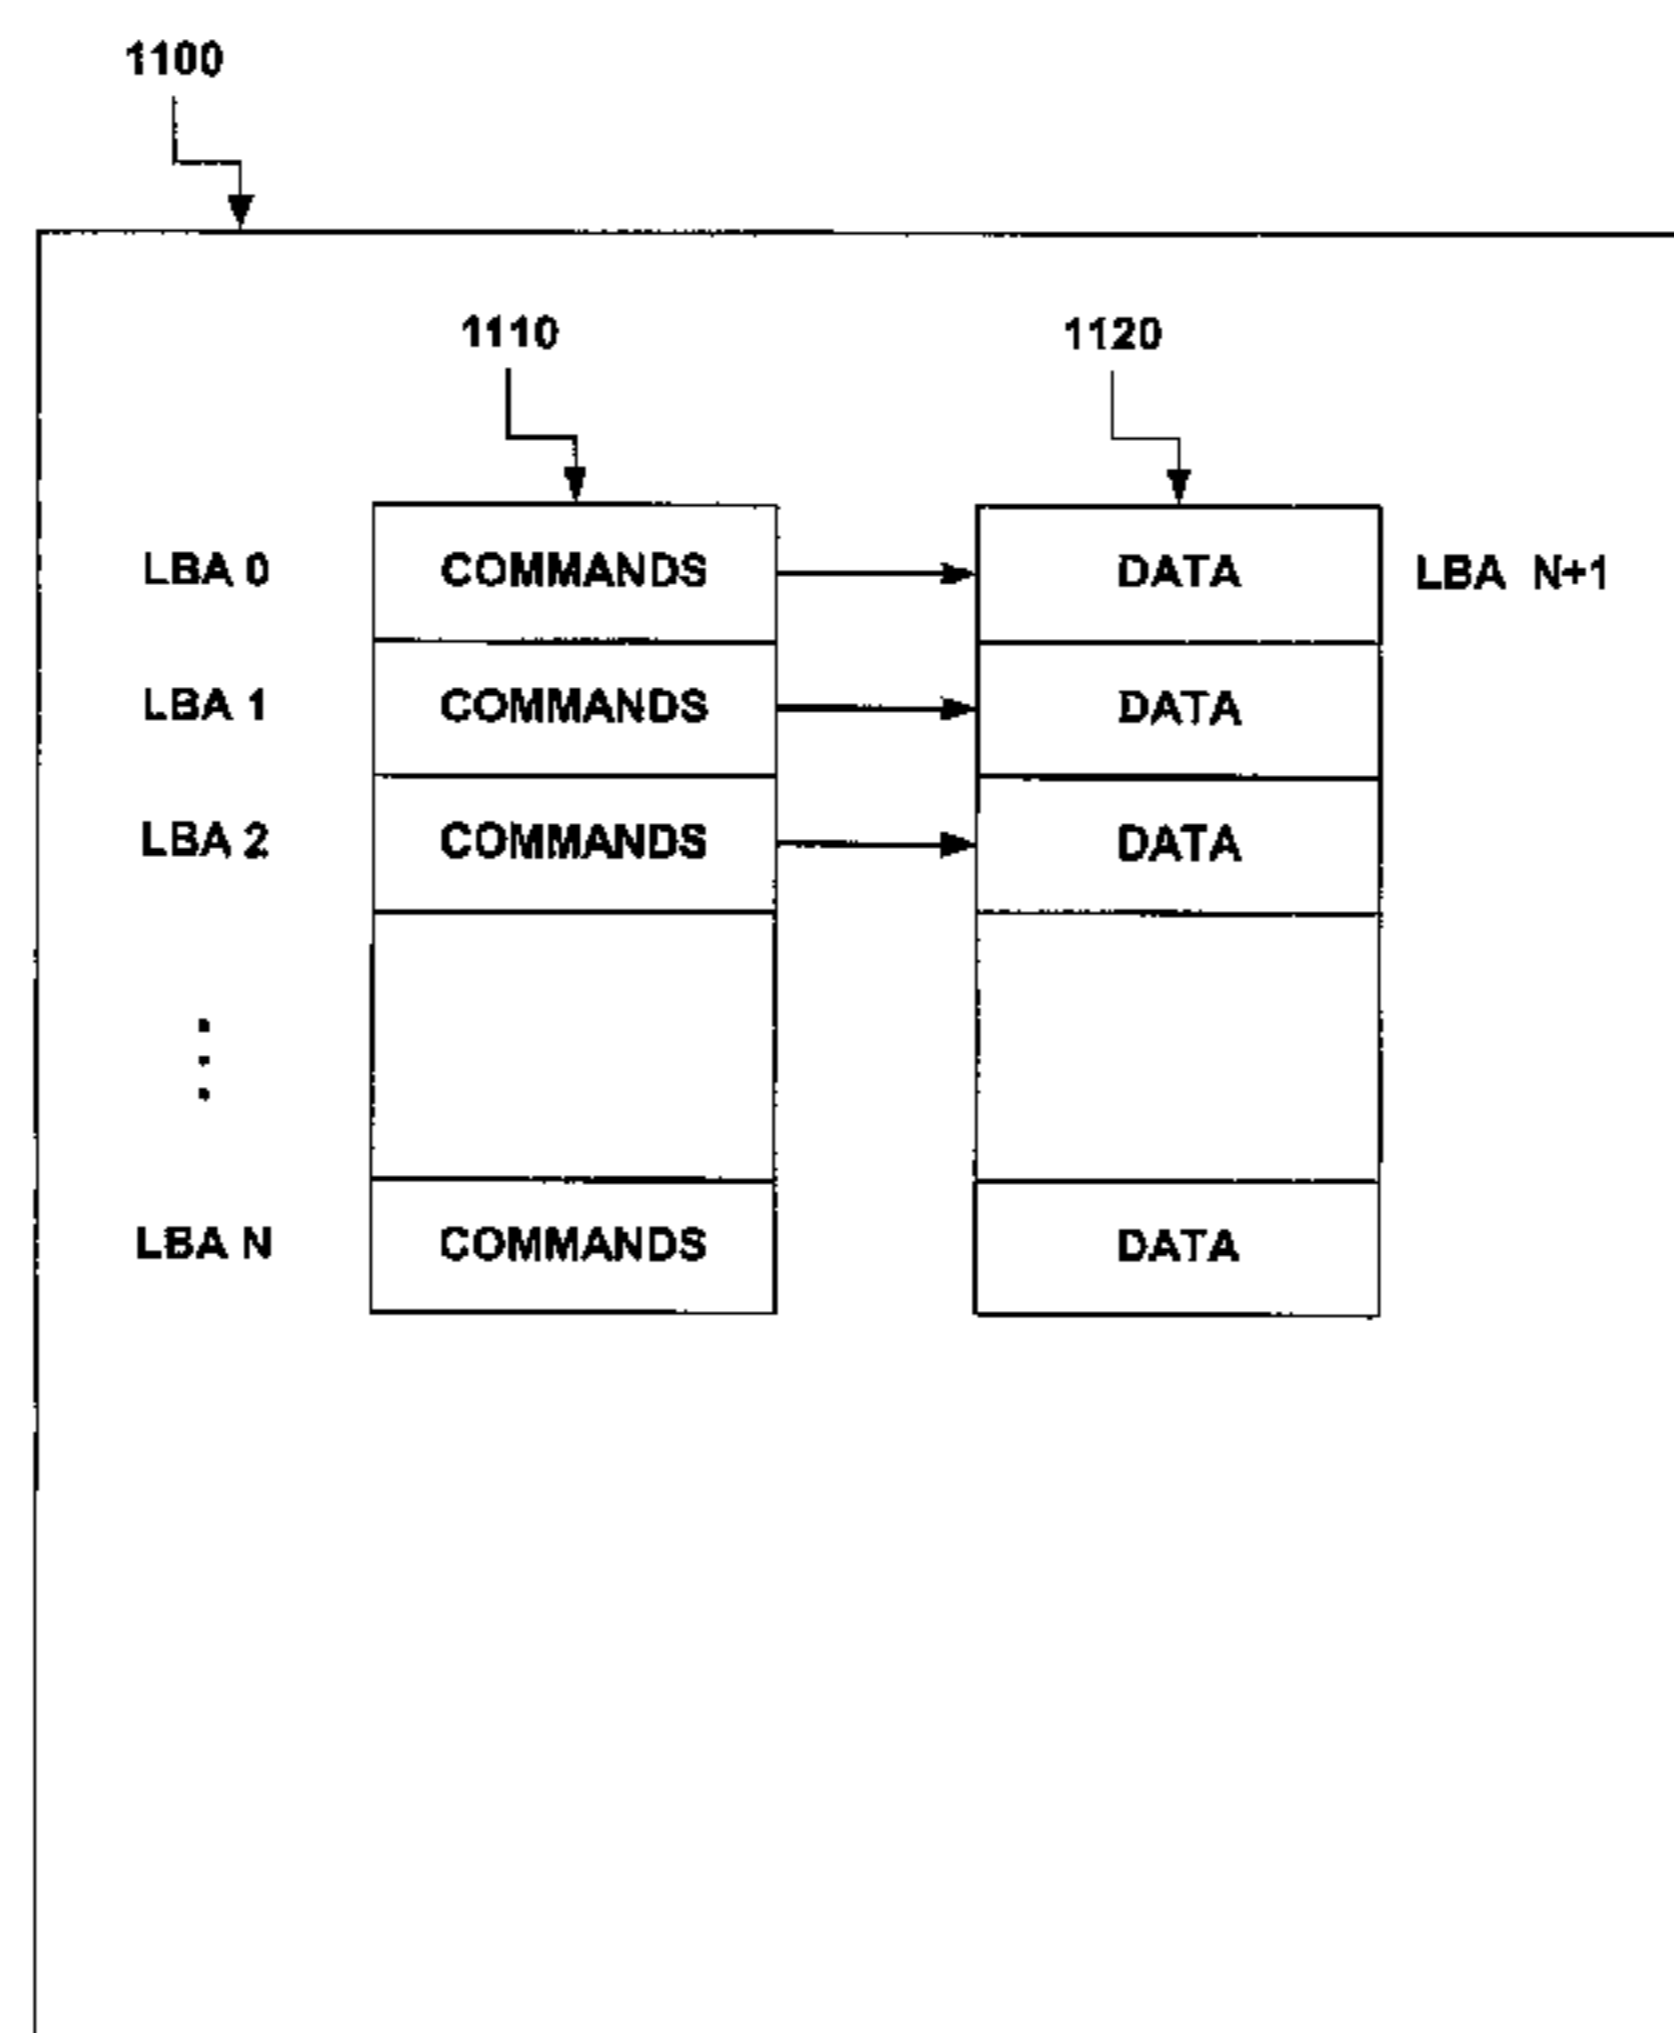 1100
1110 1120
LBA 0 COMMANDS DATA LBA N+1
LBA 1 COMMANDS DATA
LBA 2 COMMANDS DATA
LBA N COMMANDS DATA